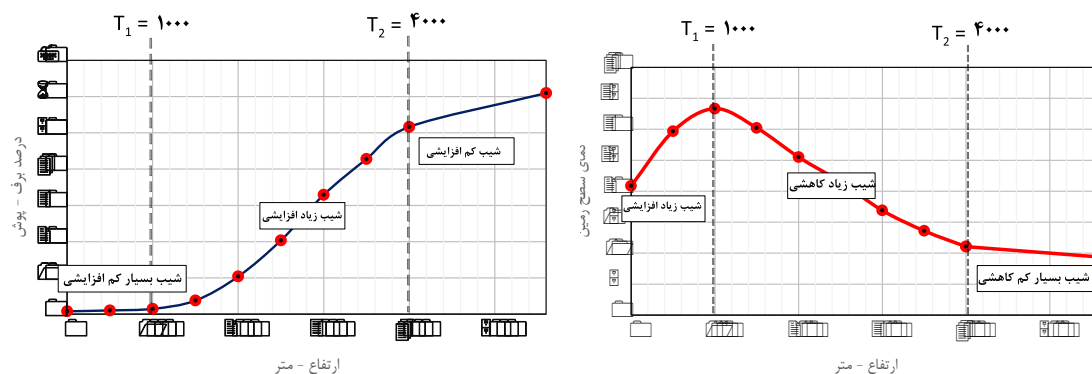 T1 = ۱۰۰۰
T2 = ۴۰۰۰
درصد برف - پوش
شیب کم افزایشی
شیب زیاد افزایشی
شیب بسیار کم افزایشی
ارتفاع - متر
T1 = ۱۰۰۰
T2 = ۴۰۰۰
دمای سطح زمین
شیب زیاد افزایشی
شیب زیاد کاهشی
شیب بسیار کم کاهشی
ارتفاع - متر